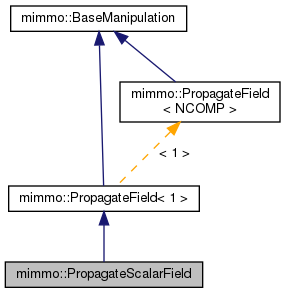 mimmo::BaseManipulation
mimmo::PropagateField
< NCOMP >
< 1 >
mimmo::PropagateField< 1 >
mimmo::PropagateScalarField